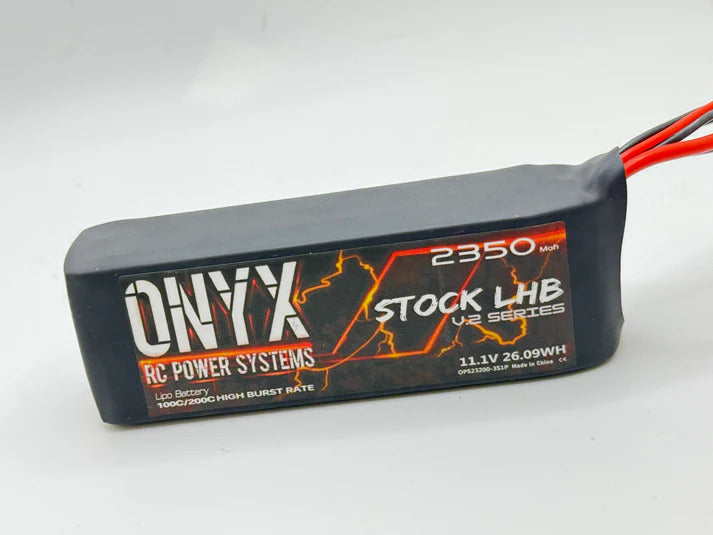 2350 Mah
ONYX
STOCK LHB
V.2 SERIES
RC POWER SYSTEMS
11.1V 26.09WH
OPS23200-3S1P Made in China CE
Lipo Battery
100C/200C HIGH BURST RATE